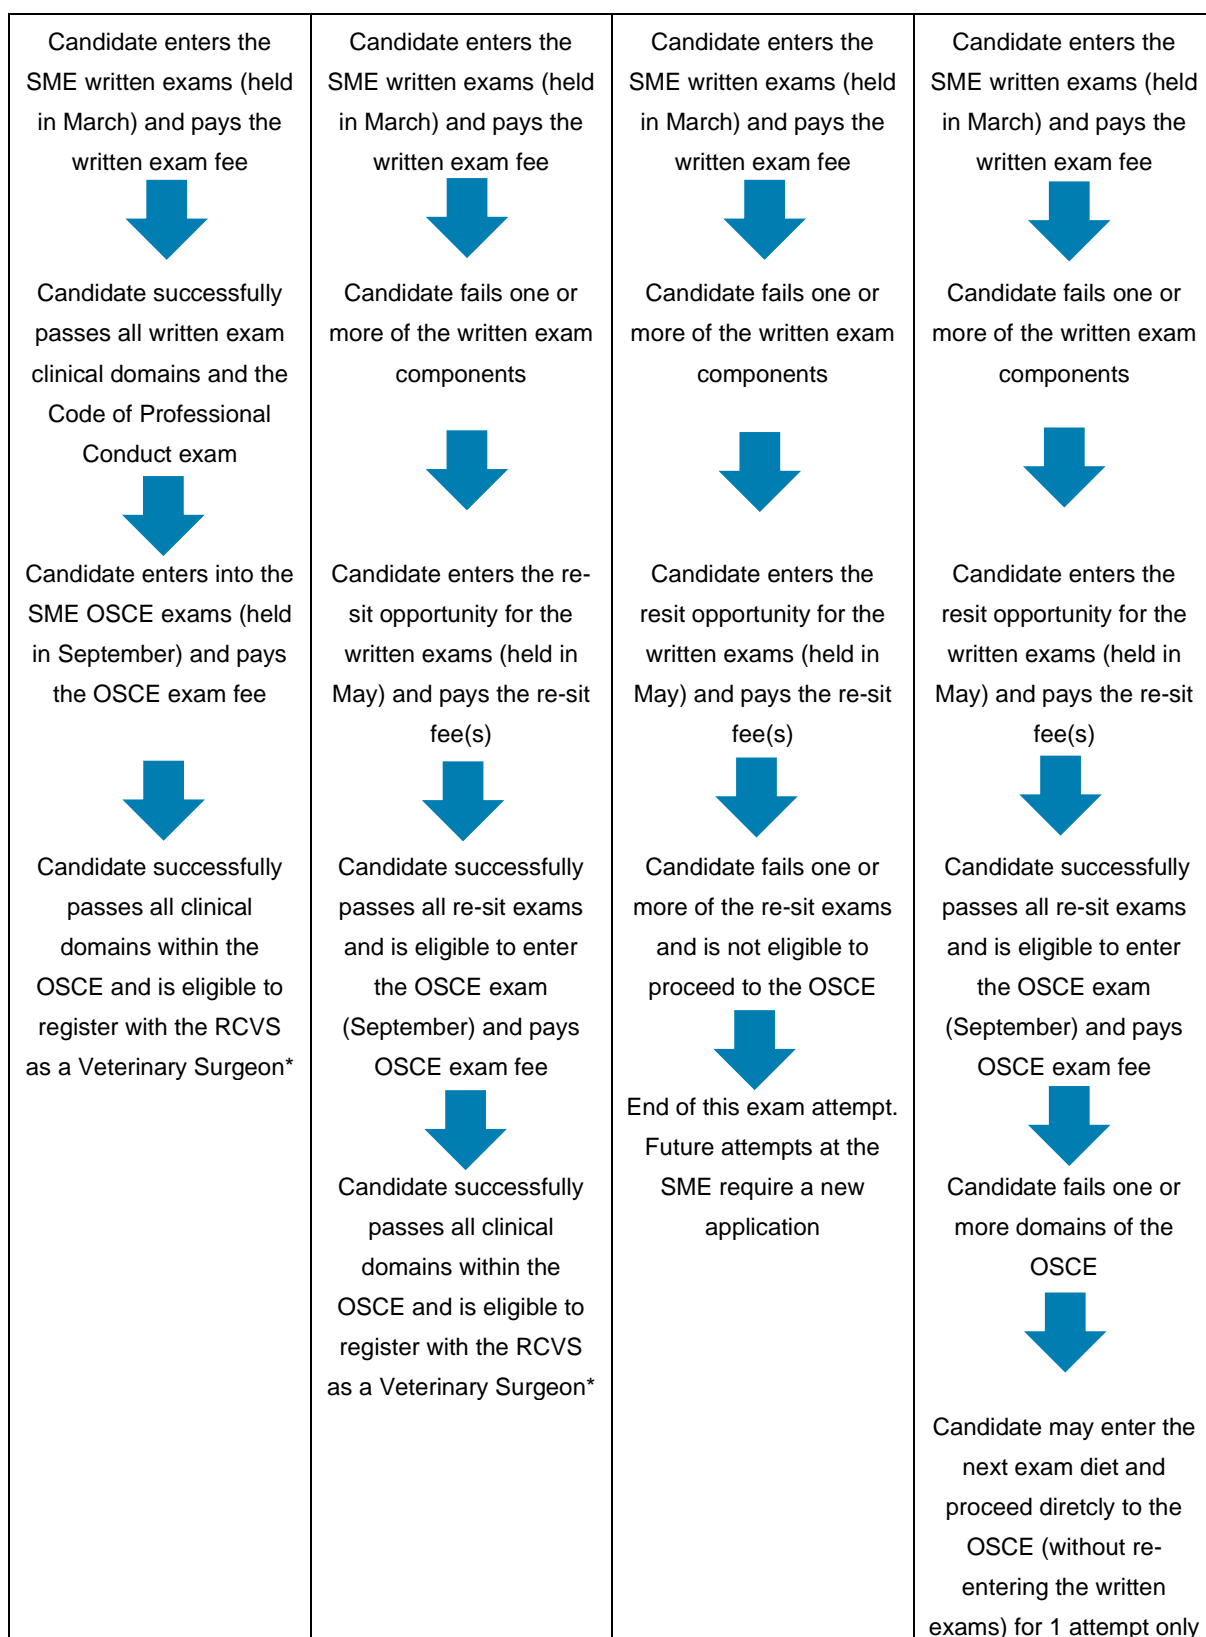 Candidate enters the
SME written exams (held
in March) and pays the
written exam fee
Candidate successfully
passes all written exam
clinical domains and the
Code of Professional
Conduct exam
Candidate enters into the
SME OSCE exams (held
in September) and pays
the OSCE exam fee
Candidate successfully
passes all clinical
domains within the
OSCE and is eligible to
register with the RCVS
as a Veterinary Surgeon*
Candidate enters the
SME written exams (held
in March) and pays the
written exam fee
Candidate fails one or
more of the written exam
components
Candidate enters the re-
sit opportunity for the
written exams (held in
May) and pays the re-sit
fee(s)
Candidate successfully
passes all re-sit exams
and is eligible to enter
the OSCE exam
(September) and pays
OSCE exam fee
Candidate successfully
passes all clinical
domains within the
OSCE and is eligible to
register with the RCVS
as a Veterinary Surgeon*
Candidate enters the
SME written exams (held
in March) and pays the
written exam fee
Candidate fails one or
more of the written exam
components
Candidate enters the
resit opportunity for the
written exams (held in
May) and pays the re-sit
fee(s)
Candidate fails one or
more of the re-sit exams
and is not eligible to
proceed to the OSCE
End of this exam attempt.
Future attempts at the
SME require a new
application
Candidate enters the
SME written exams (held
in March) and pays the
written exam fee
Candidate fails one or
more of the written exam
components
Candidate enters the
resit opportunity for the
written exams (held in
May) and pays the re-sit
fee(s)
Candidate successfully
passes all re-sit exams
and is eligible to enter
the OSCE exam
(September) and pays
OSCE exam fee
Candidate fails one or
more domains of the
OSCE
Candidate may enter the
next exam diet and
proceed diretcly to the
OSCE (without re-
entering the written
exams) for 1 attempt only